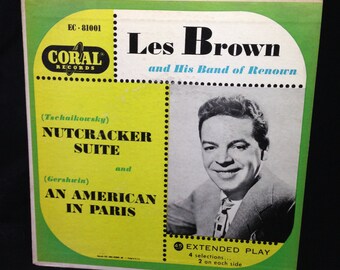 EC - 81001
CORAL
RECORDS
Les Brown
and His Band of Renown
(Tschaikowsky)
NUTCRACKER
SUITE
and
(Gershwin)
AN AMERICAN
IN PARIS
45 EXTENDED PLAY
4 selections...
2 on each side